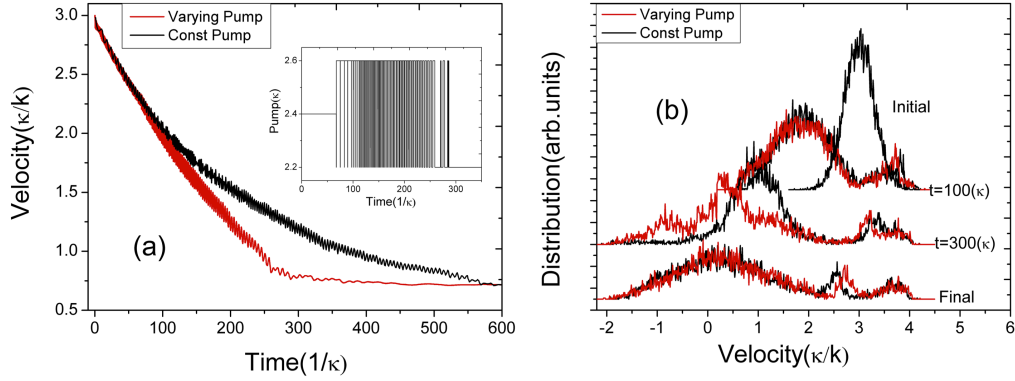 Varying Pump
Const Pump
Velocity(κ/k)
3.0
2.5
2.0
1.5
1.0
0.5
0 100 200 300 400 500 600
Time(1/κ)
(a)
Pump(κ)
2.6
2.4
2.2
0 100 200 300
Time(1/κ)
Varying Pump
Const Pump
Distribution(arb.units)
(b)
Initial
t=100(κ)
t=300(κ)
Final
-2 -1 0 1 2 3 4 5 6
Velocity(κ/k)